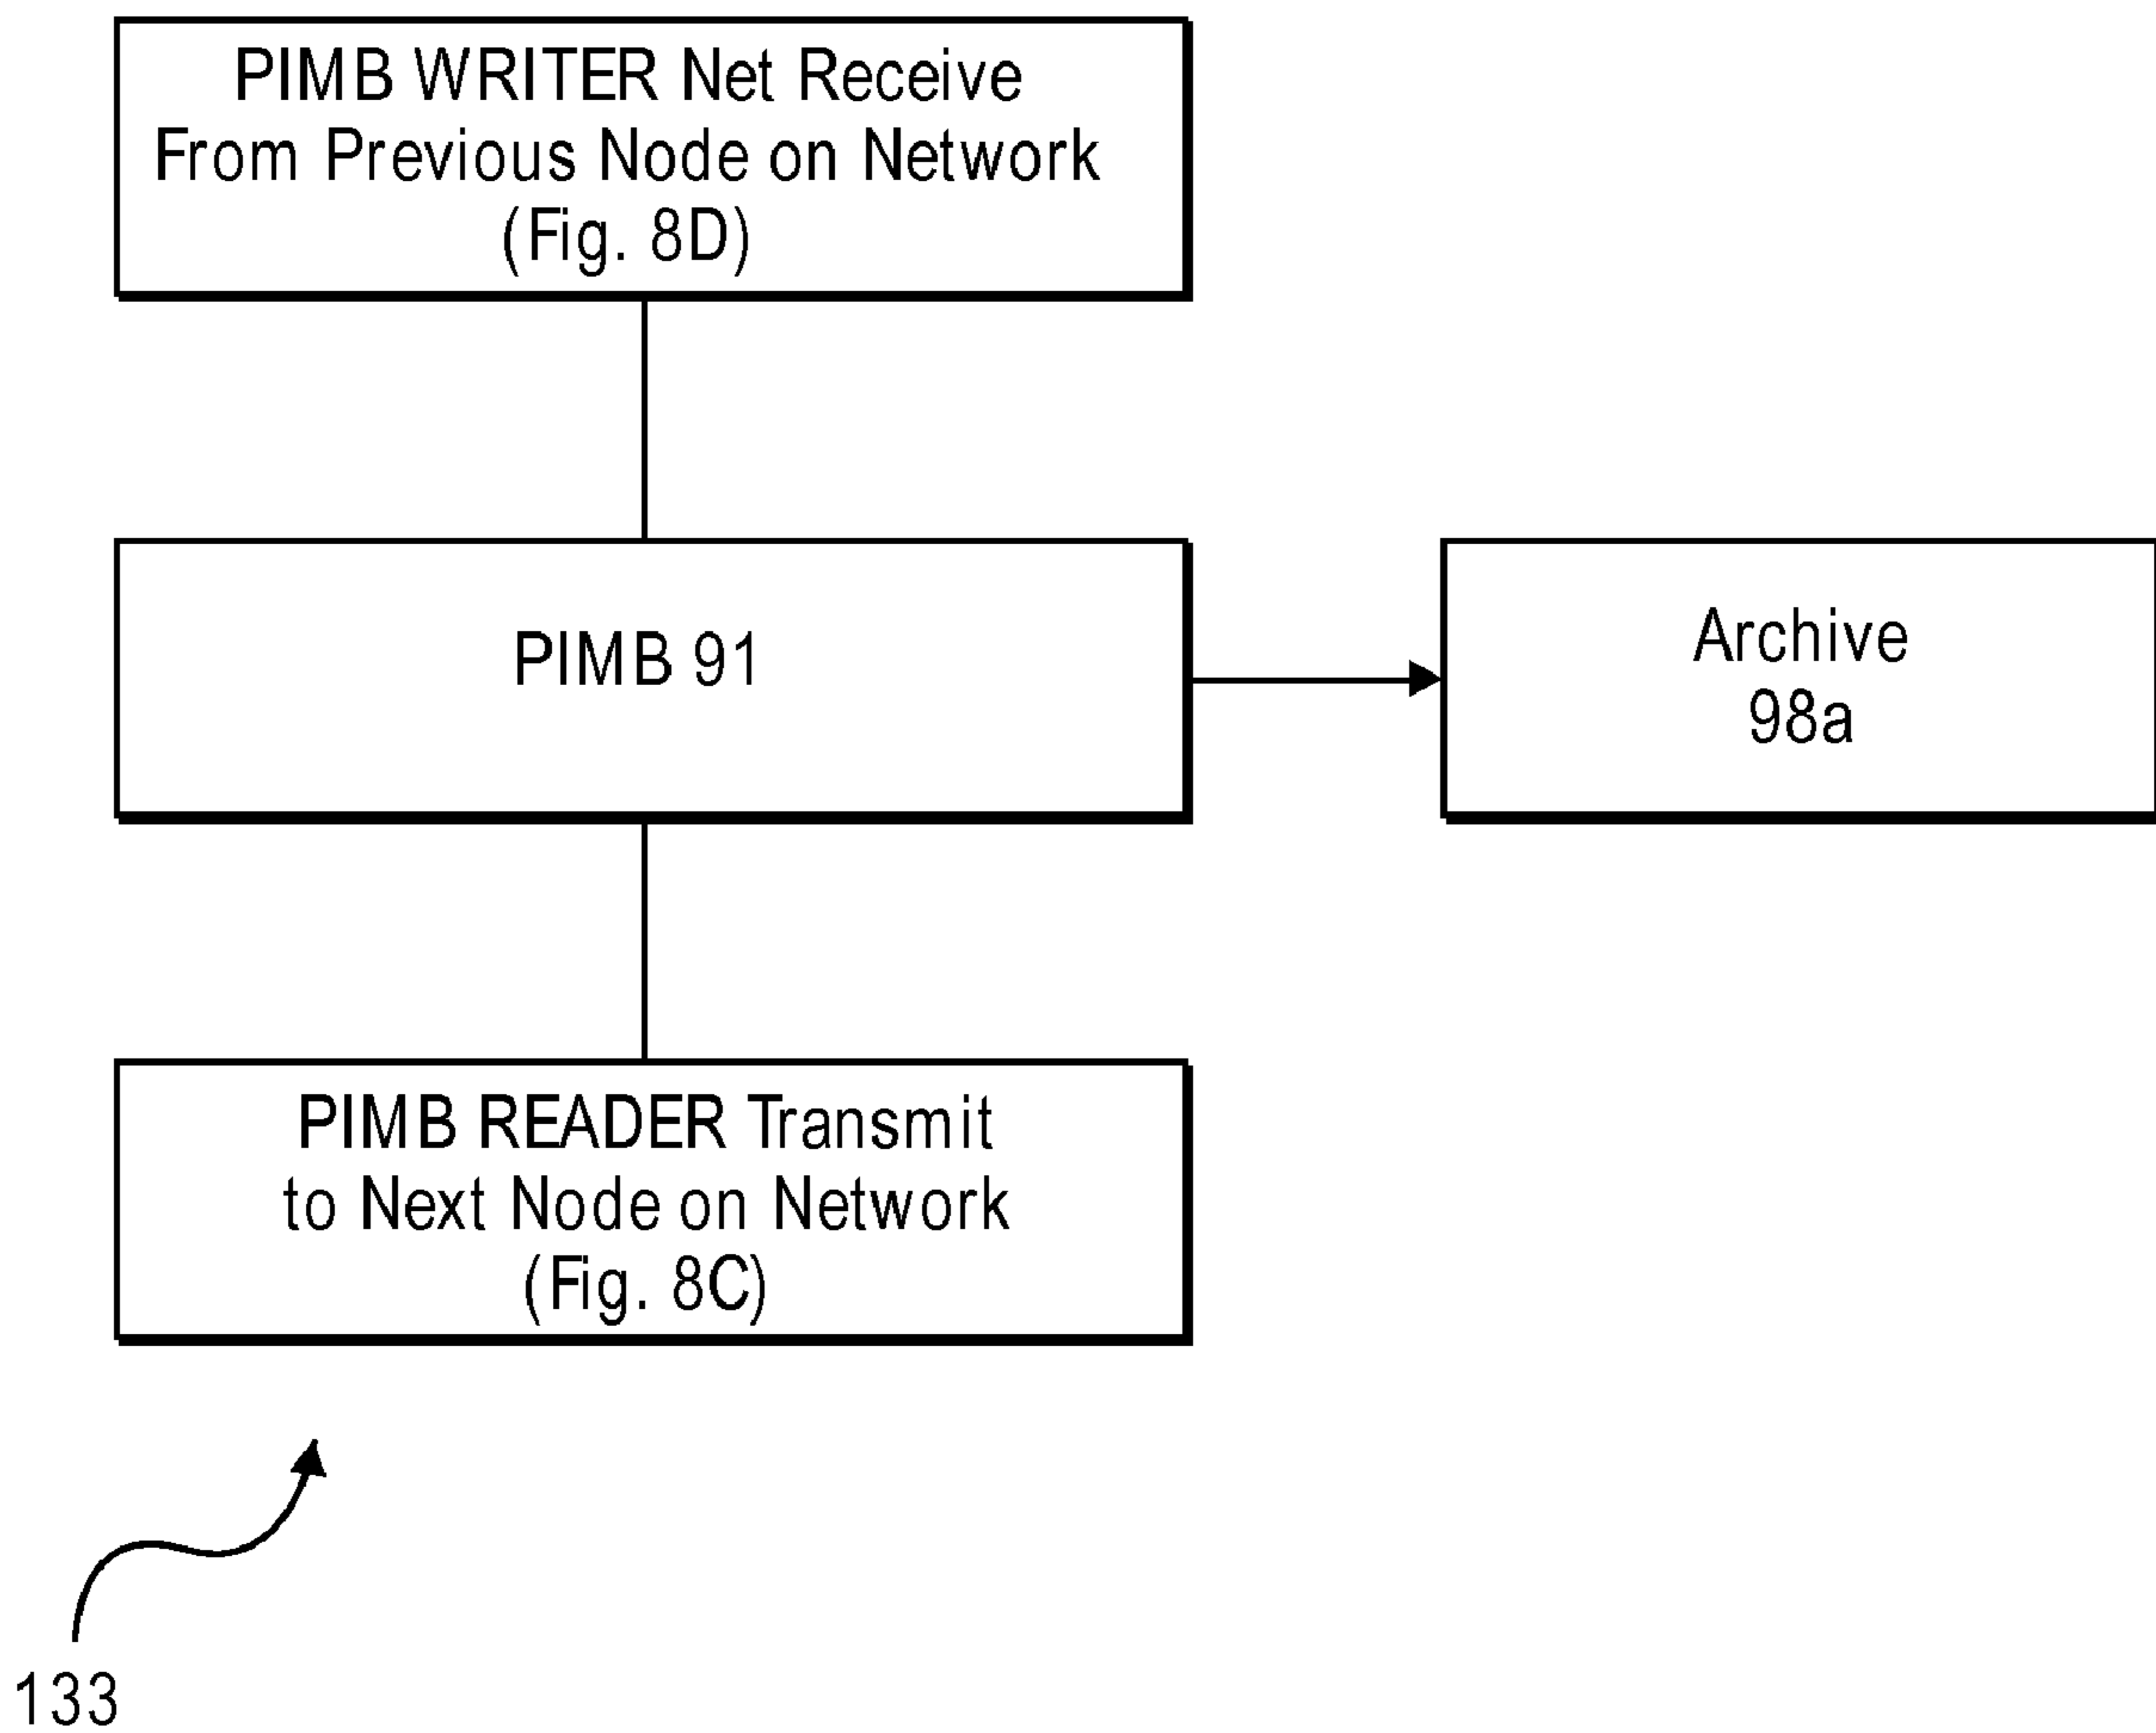 PIMB WRITER Net Receive
From Previous Node on Network
(Fig. 8D)
PIMB 91
Archive
98a
PIMB READER Transmit
to Next Node on Network
(Fig. 8C)
133